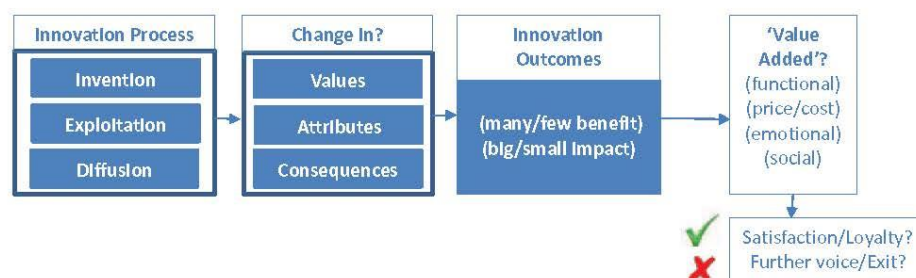 Innovation Process
Invention
Exploitation
Diffusion
Change In?
Values
Attributes
Consequences
Innovation
Outcomes
(many/few benefit)
(big/small impact)
‘Value
Added’?
(functional)
(price/cost)
(emotional)
(social)
Satisfaction/Loyalty?
Further voice/Exit?